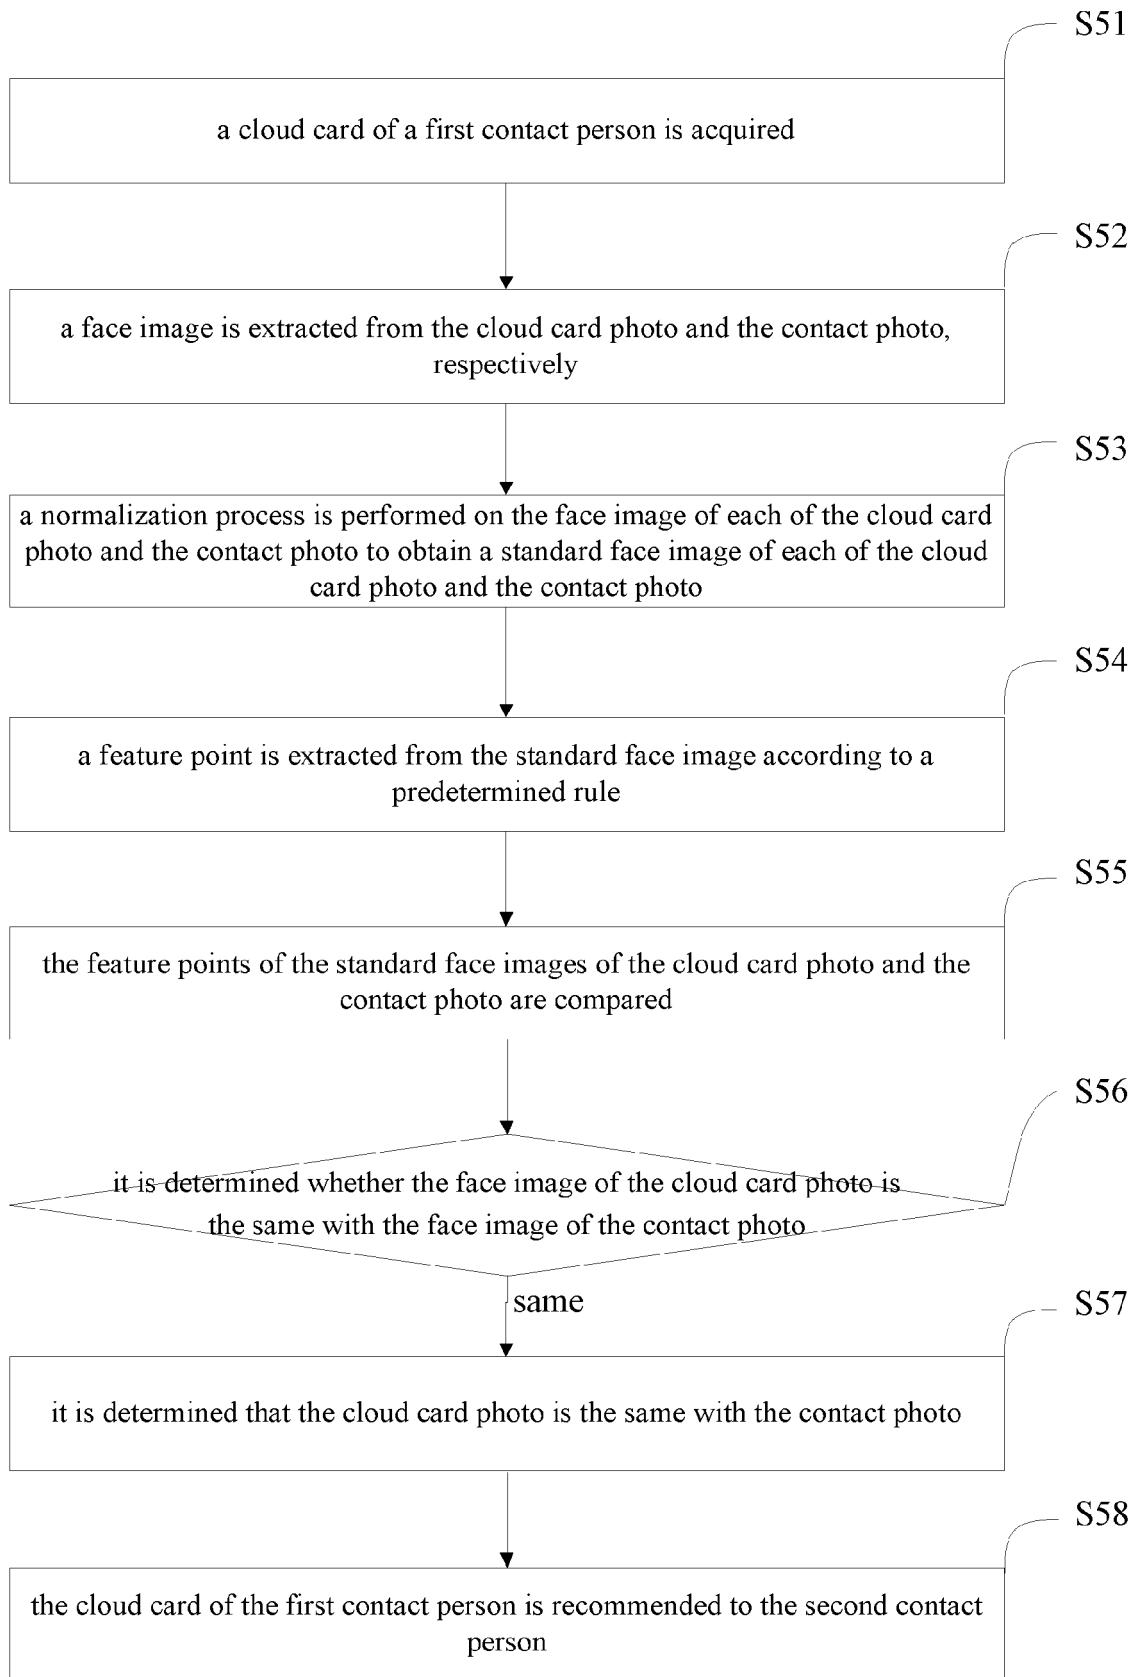 S51
a cloud card of a first contact person is acquired
S52
a face image is extracted from the cloud card photo and the contact photo,
respectively
S53
a normalization process is performed on the face image of each of the cloud card
photo and the contact photo to obtain a standard face image of each of the cloud
card photo and the contact photo
S54
a feature point is extracted from the standard face image according to a
predetermined rule
S55
the feature points of the standard face images of the cloud card photo and the
contact photo are compared
S56
it is determined whether the face image of the cloud card photo is
the same with the face image of the contact photo
same
S57
it is determined that the cloud card photo is the same with the contact photo
S58
the cloud card of the first contact person is recommended to the second contact
person